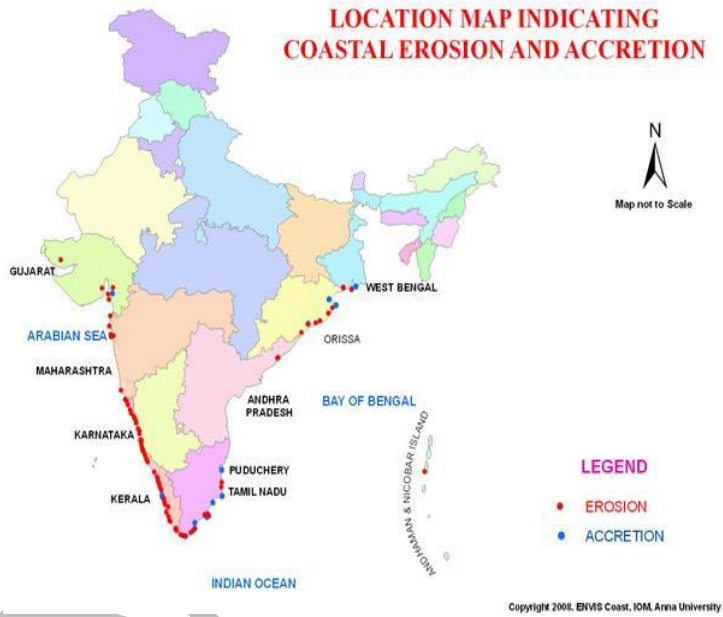 LOCATION MAP INDICATING
COASTAL EROSION AND ACCRETION
N
Map not to Scale
GUJARAT
WEST BENGAL
ARABIAN SEA
ORISSA
MAHARASHTRA
ANDHRA
PRADESH
BAY OF BENGAL
KARNATAKA
PUDUCHERY
TAMIL NADU
KERALA
ANDHAMAN & NICOBAR ISLAND
LEGEND
EROSION
ACCRETION
INDIAN OCEAN
Copyright 2008. ENVIS Coast, IOM, Anna University